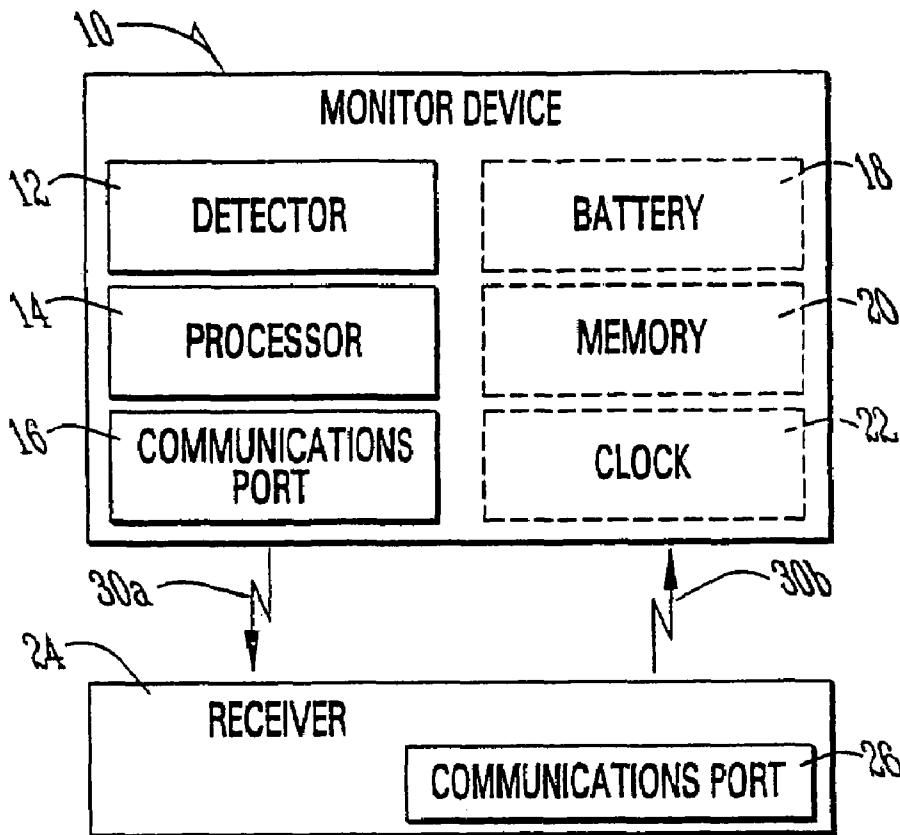 10
MONITOR DEVICE
12
DETECTOR
BATTERY
18
14
PROCESSOR
MEMORY
20
16
COMMUNICATIONS
PORT
CLOCK
22
30a
30b
24
RECEIVER
COMMUNICATIONS PORT
26